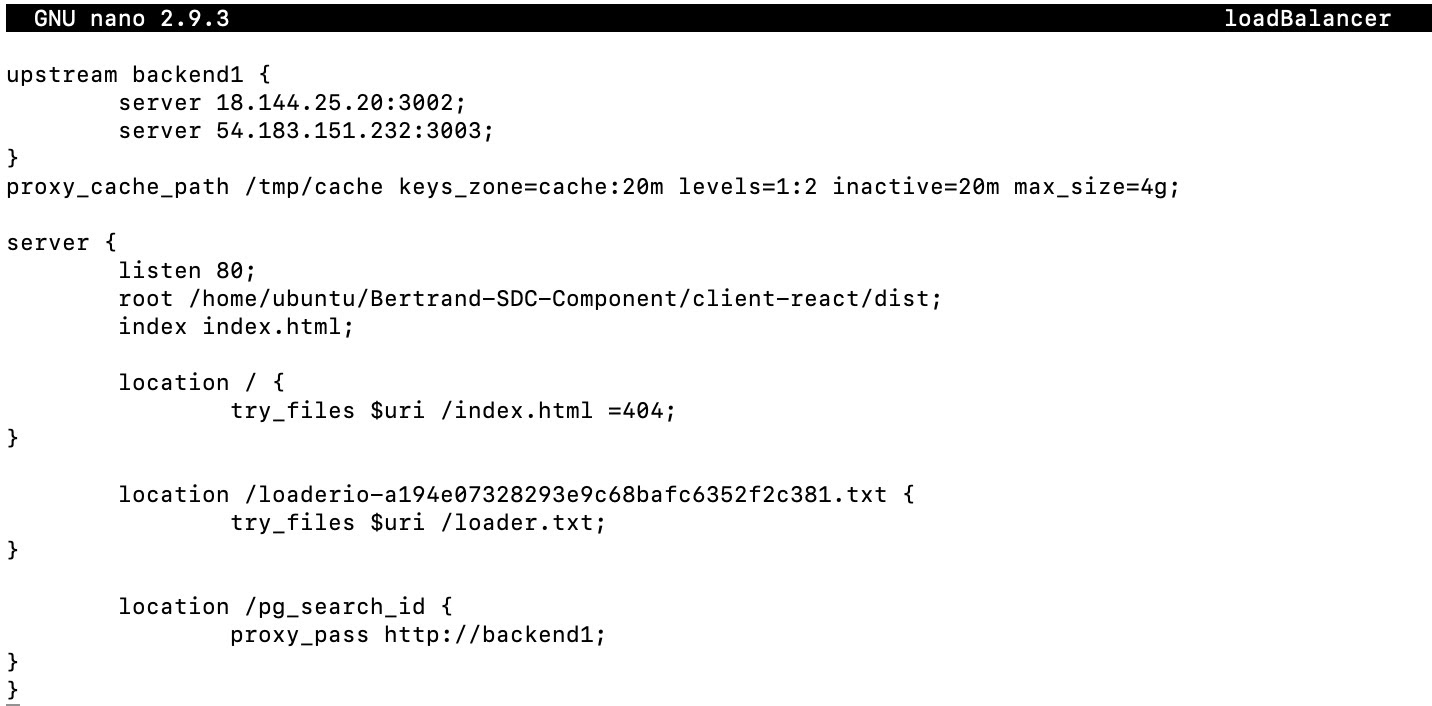 GNU nano 2.9.3 loadBalancer
upstream backend1 {
        server 18.144.25.20:3002;
        server 54.183.151.232:3003;
}
proxy_cache_path /tmp/cache keys_zone=cache:20m levels=1:2 inactive=20m max_size=4g;
server {
        listen 80;
        root /home/ubuntu/Bertrand-SDC-Component/client-react/dist;
        index index.html;
        location / {
                try_files $uri /index.html =404;
}
        location /loaderio-a194e07328293e9c68bafc6352f2c381.txt {
                try_files $uri /loader.txt;
}
        location /pg_search_id {
                proxy_pass http://backend1;
}
}